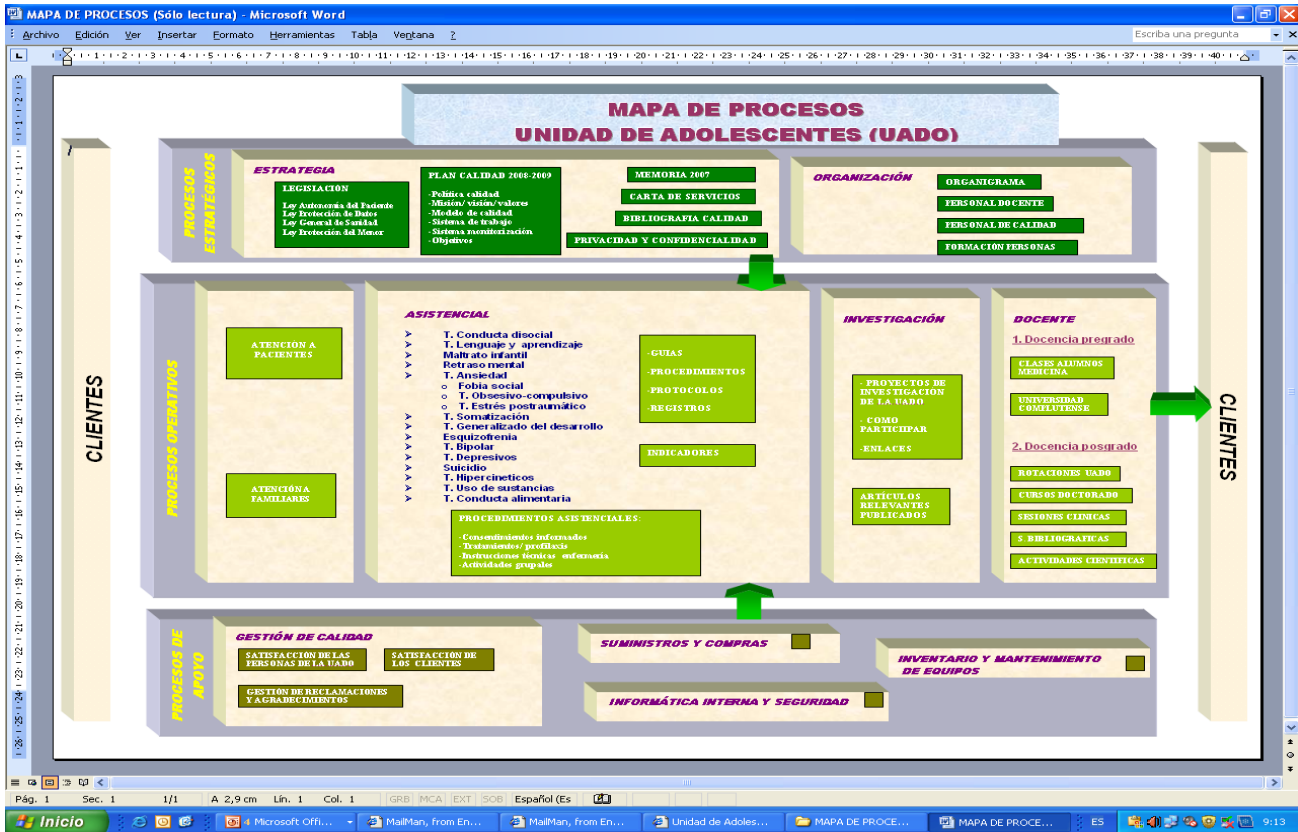 MAPA DE PROCESOS (Sólo lectura) - Microsoft Word
Archivo Edición Ver Insertar Formato Herramientas Tabla Ventana ?
Escriba una pregunta
MAPA DE PROCESOS
UNIDAD DE ADOLESCENTES (UADO)
CLIENTES
PROCESOS
ESTRATÉGICOS
ESTRATEGIA
LEGISLACIÓN
Ley Autonomía del Paciente
Ley Protección de Datos
Ley General de Sanidad
Ley Protección del Menor
PLAN CALIDAD 2008-2009
-Política calidad
-Misión/ visión/valores
-Modelo de calidad
-Sistema de trabajo
-Sistema monitorización
-Objetivos
MEMORIA 2007
CARTA DE SERVICIOS
BIBLIOGRAFIA CALIDAD
PRIVACIDAD Y CONFIDENCIALIDAD
ORGANIZACIÓN
ORGANIGRAMA
PERSONAL DOCENTE
PERSONAL DE CALIDAD
FORMACIÓN PERSONAS
PROCESOS OPERATIVOS
ATENCIÓN A
PACIENTES
ATENCIÓN A
FAMILIARES
ASISTENCIAL
T. Conducta disocial
T. Lenguaje y aprendizaje
Maltrato infantil
Retraso mental
T. Ansiedad
o Fobia social
o T. Obsesivo-compulsivo
o T. Estrés postraumático
T. Somatización
T. Generalizado del desarrollo
Esquizofrenia
T. Bipolar
T. Depresivos
Suicidio
T. Hipercineticos
T. Uso de sustancias
T. Conducta alimentaria
-GUIAS
-PROCEDIMIENTOS
-PROTOCOLOS
-REGISTROS
INDICADORES
PROCEDIMIENTOS ASISTENCIALES:
-Consentimientos informados
-Tratamientos/ profilaxis
-Instrucciones técnicas enfermería
-Actividades grupales
INVESTIGACIÓN
- PROYECTOS DE
INVESTIGACION
DE LA UADO
- COMO
PARTICIPAR
-ENLACES
ARTÍCULOS
RELEVANTES
PUBLICADOS
DOCENTE
1. Docencia pregrado
CLASES ALUMNOS
MEDICINA
UNIVERSIDAD
COMPLUTENSE
2. Docencia posgrado
ROTACIONES UADO
CURSOS DOCTORADO
SESIONES CLINICAS
S. BIBLIOGRAFICAS
ACTIVIDADES CIENTIFICAS
CLIENTES
PROCESOS DE
APOYO
GESTIÓN DE CALIDAD
SATISFACCIÓN DE LAS
PERSONAS DE LA UADO
SATISFACCIÓN DE
LOS CLIENTES
GESTIÓN DE RECLAMACIONES
Y AGRADECIMIENTOS
SUMINISTROS Y COMPRAS
INFORMÁTICA INTERNA Y SEGURIDAD
INVENTARIO Y MANTENIMIENTO
DE EQUIPOS
Pág. 1 Sec. 1 1/1 A 2,9 cm Lín. 1 Col. 1 GRB MCA EXT SOB Español (Es
Inicio 4 Microsoft Offi... MailMan, from En... MailMan, from En... Unidad de Adoles... MAPA DE PROCE... MAPA DE PROCE... ES 9:13